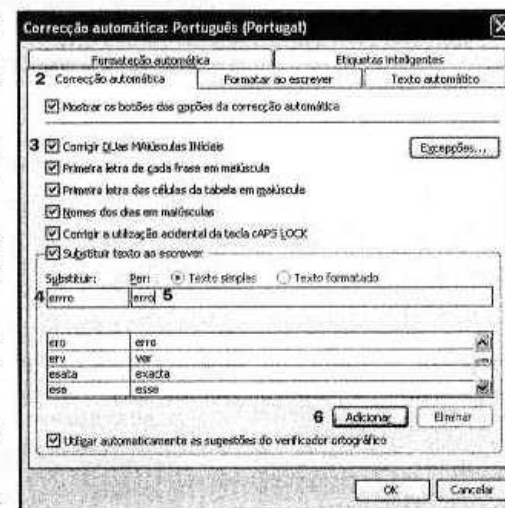 Correcção automática: Português (Portugal)
Formatação automática Etiquetas inteligentes
2 Correcção automática Formatar ao escrever Texto automático
Mostrar os botões das opções da correcção automática
3 Corrigir DUas MAiúsculas INiciais Excepções...
Primeira letra de cada frase em maiúscula
Primeira letra das células da tabela em maiúscula
Nomes dos dias em maiúsculas
Corrigir a utilização acidental da tecla cAPS LOCK
Substituir texto ao escrever
Substituir: Por: Texto simples Texto formatado
4 errro erro 5
ero erro
erv ver
esata exacta
ese esse
6 Adicionar Eliminar
Utilizar automaticamente as sugestões do verificador ortográfico
OK Cancelar